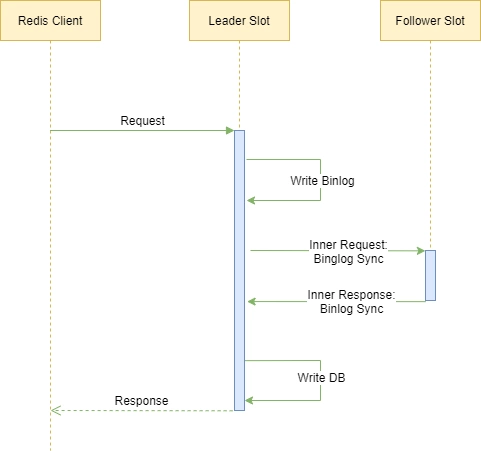 Redis Client
Leader Slot
Follower Slot
Request
Write Binlog
Inner Request:
Binglog Sync
Inner Response:
Binlog Sync
Write DB
Response